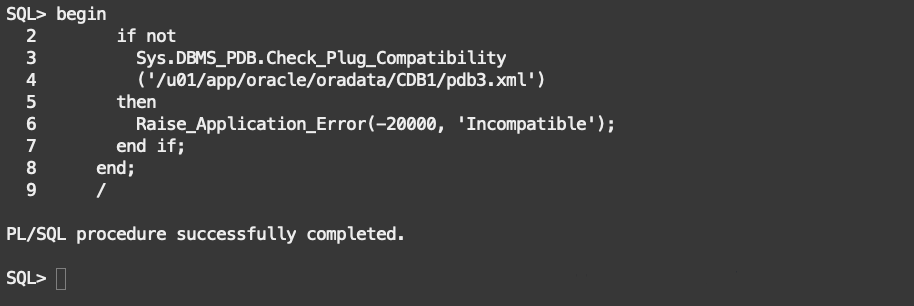 SQL> begin
  2        if not
  3          Sys.DBMS_PDB.Check_Plug_Compatibility
  4          ('/u01/app/oracle/oradata/CDB1/pdb3.xml')
  5        then
  6          Raise_Application_Error(-20000, 'Incompatible');
  7        end if;
  8      end;
  9      /
PL/SQL procedure successfully completed.
SQL>